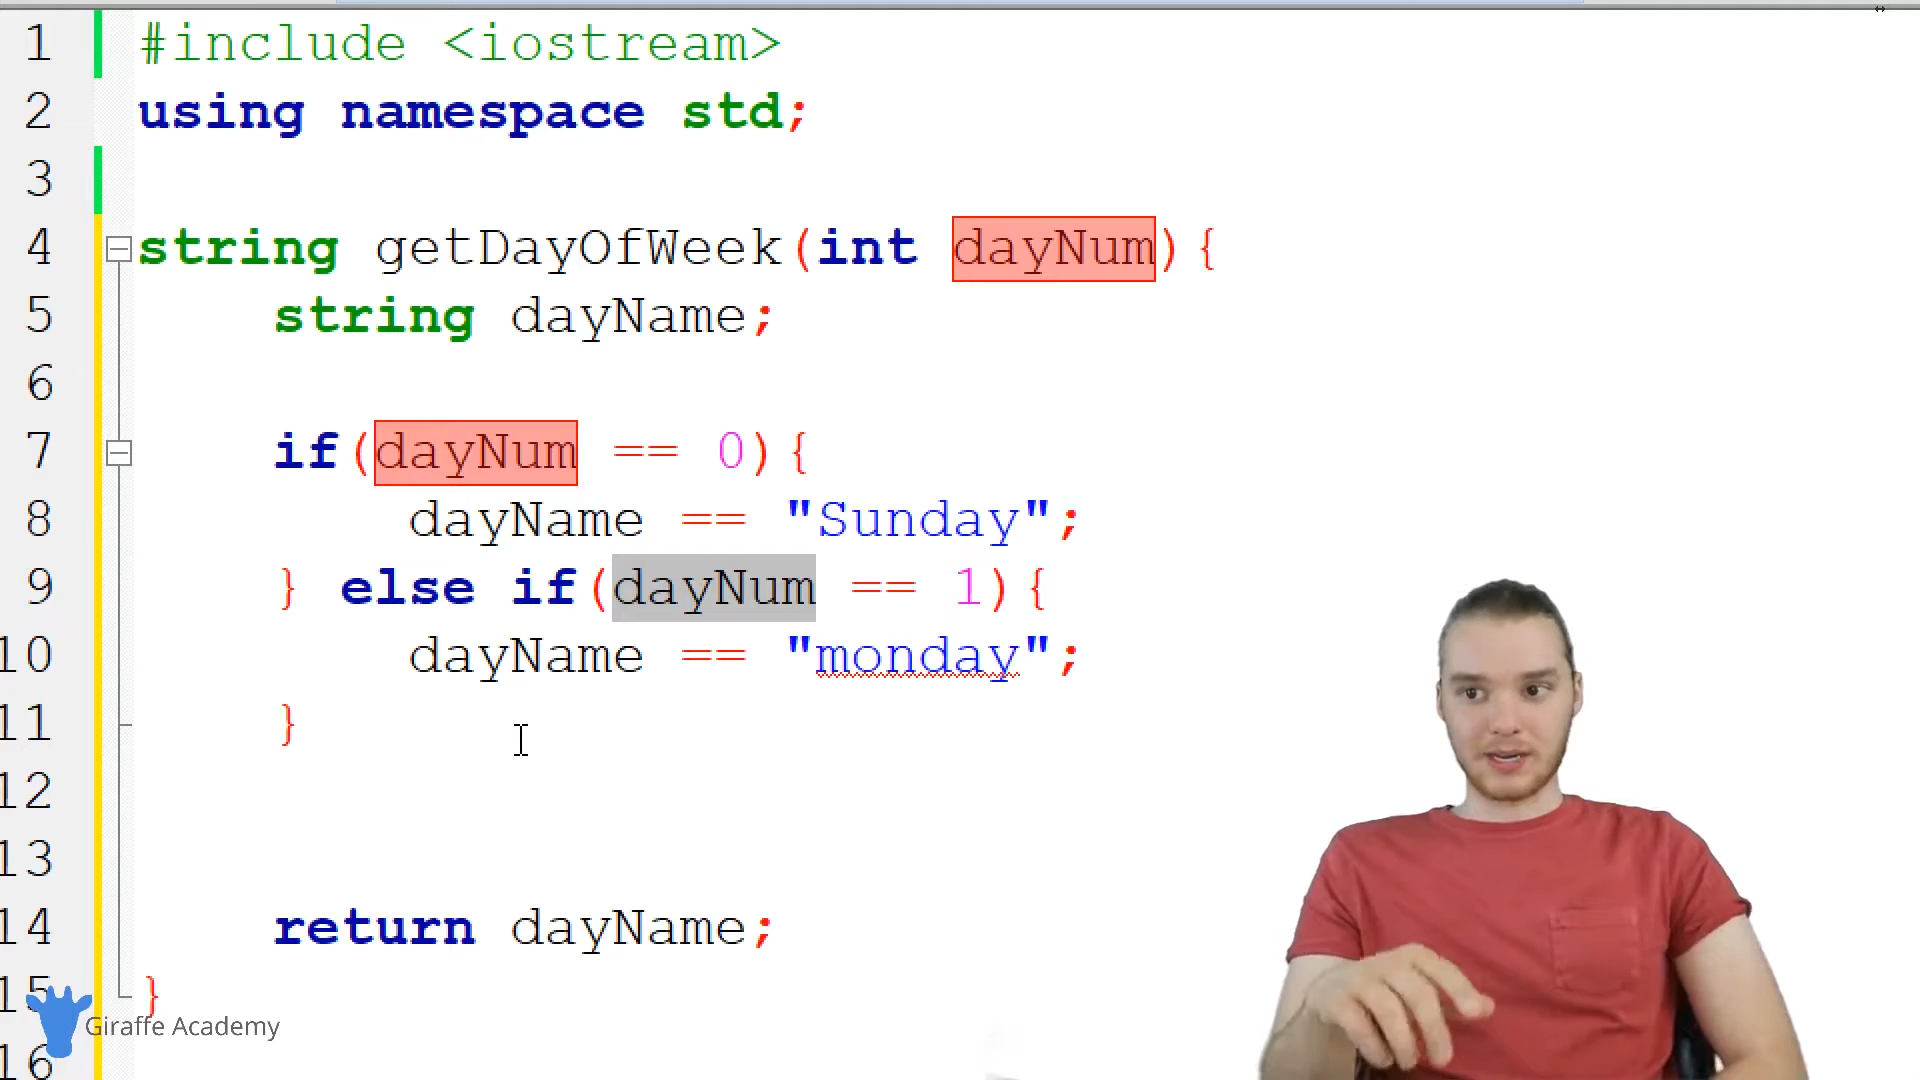 1 #include <iostream>
2 using namespace std;
3
4 string getDayOfWeek(int dayNum){
5 string dayName;
6
7 if(dayNum == 0){
8 dayName == "Sunday";
9 } else if(dayNum == 1){
10 dayName == "monday";
11 }
12
13
14 return dayName;
15 }
Giraffe Academy
16